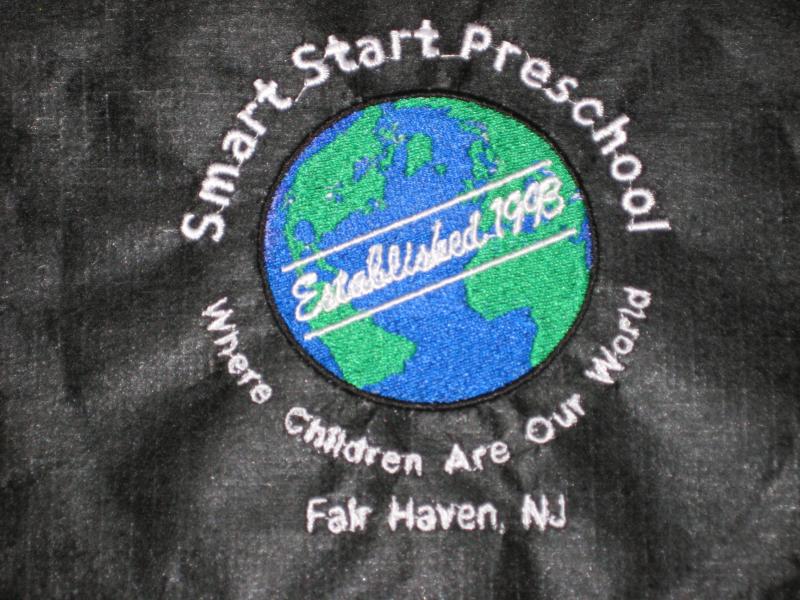 Smart Start Preschool
Established 1993
Where Children Are Our World
Fair Haven, NJ